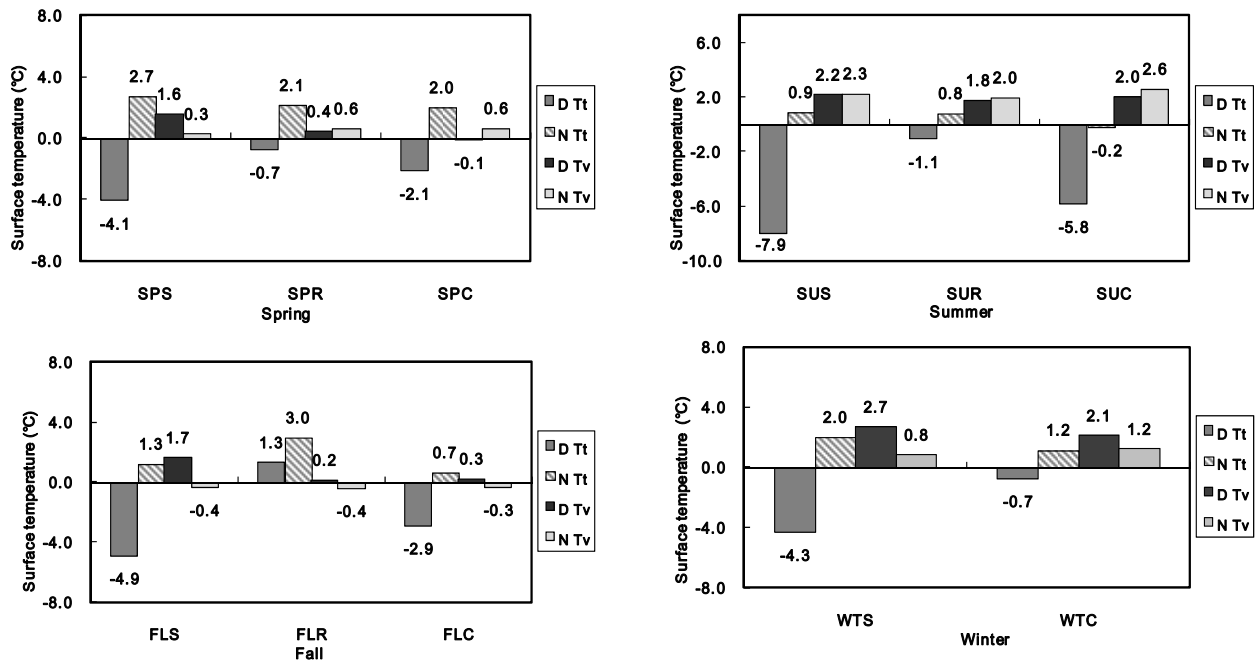 8.0
4.0
0.0
-4.0
-8.0
Surface temperature (°C)
2.7
1.6
0.3
-4.1
2.1
0.4
0.6
-0.7
2.0
0.6
-0.1
-2.1
SPS SPR SPC
Spring
D Tt
N Tt
D Tv
N Tv
6.0
2.0
-2.0
-6.0
-10.0
Surface temperature (°C)
0.9
2.2
2.3
-7.9
0.8
1.8
2.0
-1.1
2.0
2.6
-0.2
-5.8
SUS SUR SUC
Summer
D Tt
N Tt
D Tv
N Tv
8.0
4.0
0.0
-4.0
-8.0
Surface temperature (°C)
1.3
1.7
-0.4
-4.9
1.3
3.0
0.2
-0.4
0.7
0.3
-0.3
-2.9
FLS FLR FLC
Fall
D Tt
N Tt
D Tv
N Tv
8.0
4.0
0.0
-4.0
-8.0
Surface temperature (°C)
2.0
2.7
0.8
-4.3
1.2
2.1
1.2
-0.7
WTS WTC
Winter
D Tt
N Tt
D Tv
N Tv